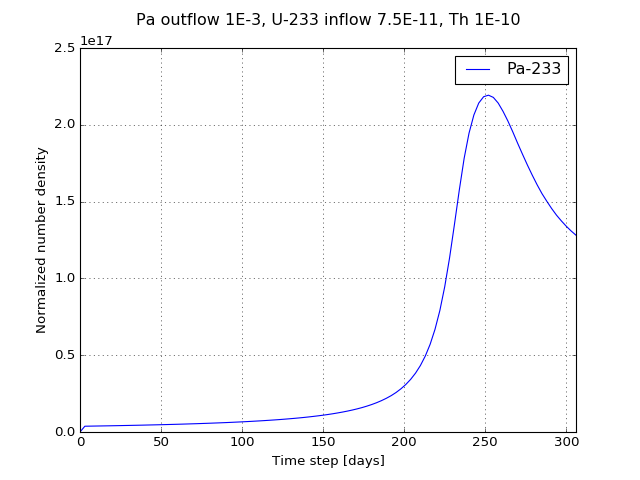 Pa outflow 1E-3, U-233 inflow 7.5E-11, Th 1E-10
1e17
2.5
2.0
1.5
1.0
0.5
0.0
Normalized number density
Pa-233
0 50 100 150 200 250 300
Time step [days]